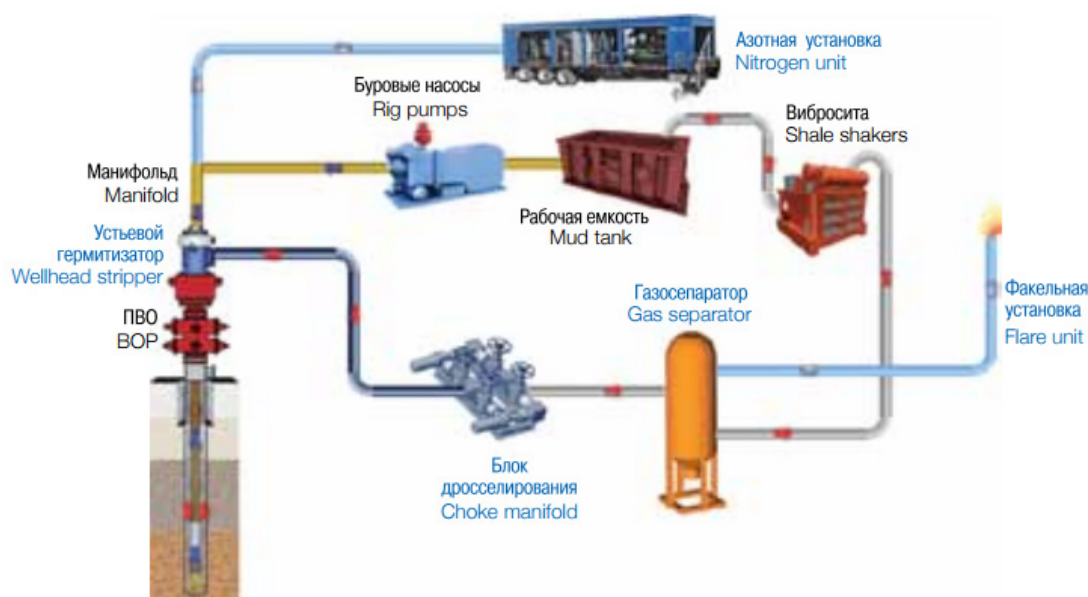 Азотная установка
Nitrogen unit
Буровые насосы
Rig pumps
Вибросита
Shale shakers
Манифольд
Manifold
Рабочая емкость
Mud tank
Устьевой
гермитизатор
Wellhead stripper
Газосепаратор
Gas separator
Факельная
установка
Flare unit
ПВО
BOP
Блок
дросселирования
Choke manifold